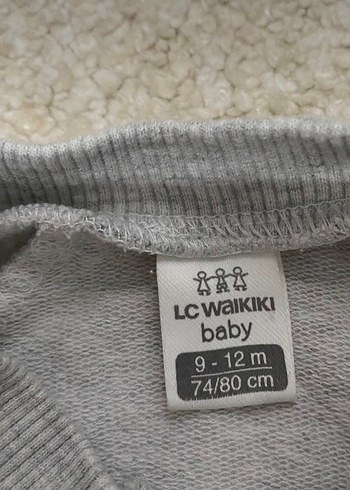 LC WAIKIKI
baby
9 - 12 m
74/80 cm